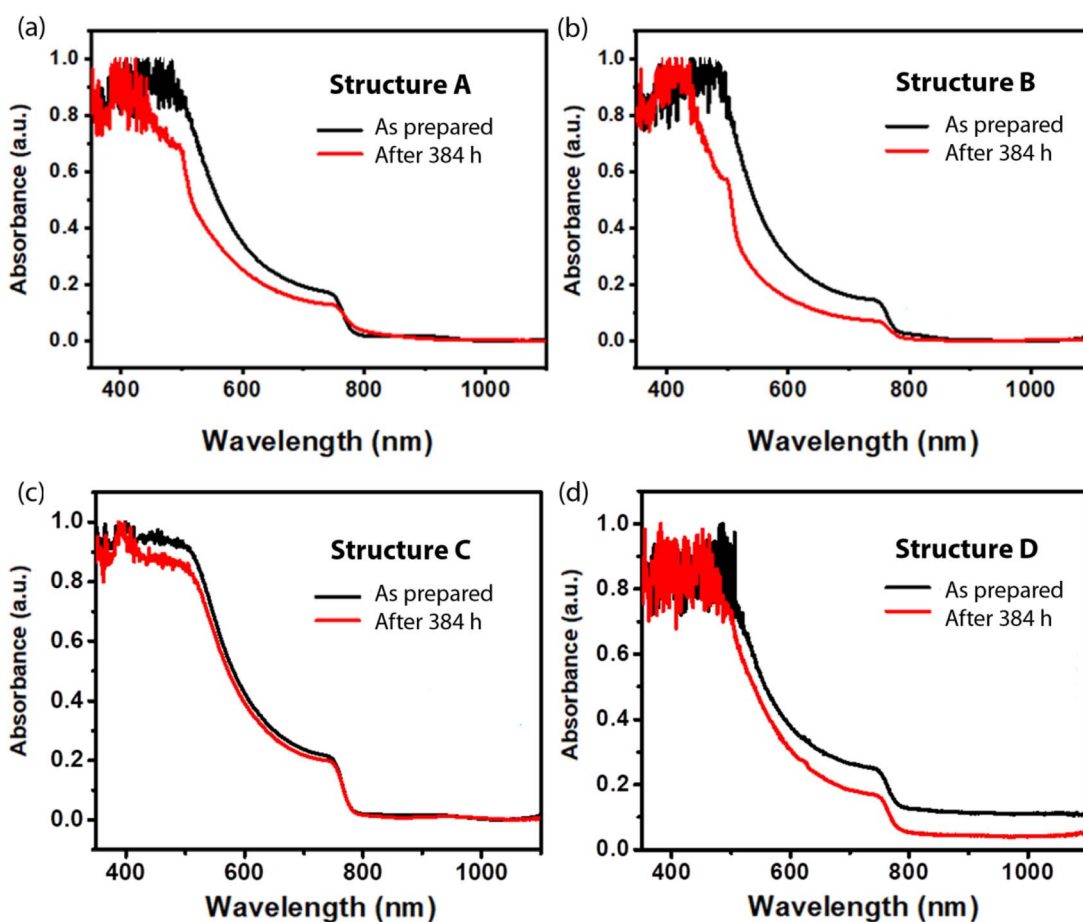 (a)
Structure A
As prepared
After 384 h
Absorbance (a.u.)
1.0
0.8
0.6
0.4
0.2
0.0
400
600
800
1000
Wavelength (nm)
(b)
Structure B
As prepared
After 384 h
Absorbance (a.u.)
1.0
0.8
0.6
0.4
0.2
0.0
400
600
800
1000
Wavelength (nm)
(c)
Structure C
As prepared
After 384 h
Absorbance (a.u.)
1.0
0.8
0.6
0.4
0.2
0.0
400
600
800
1000
Wavelength (nm)
(d)
Structure D
As prepared
After 384 h
Absorbance (a.u.)
1.0
0.8
0.6
0.4
0.2
0.0
400
600
800
1000
Wavelength (nm)